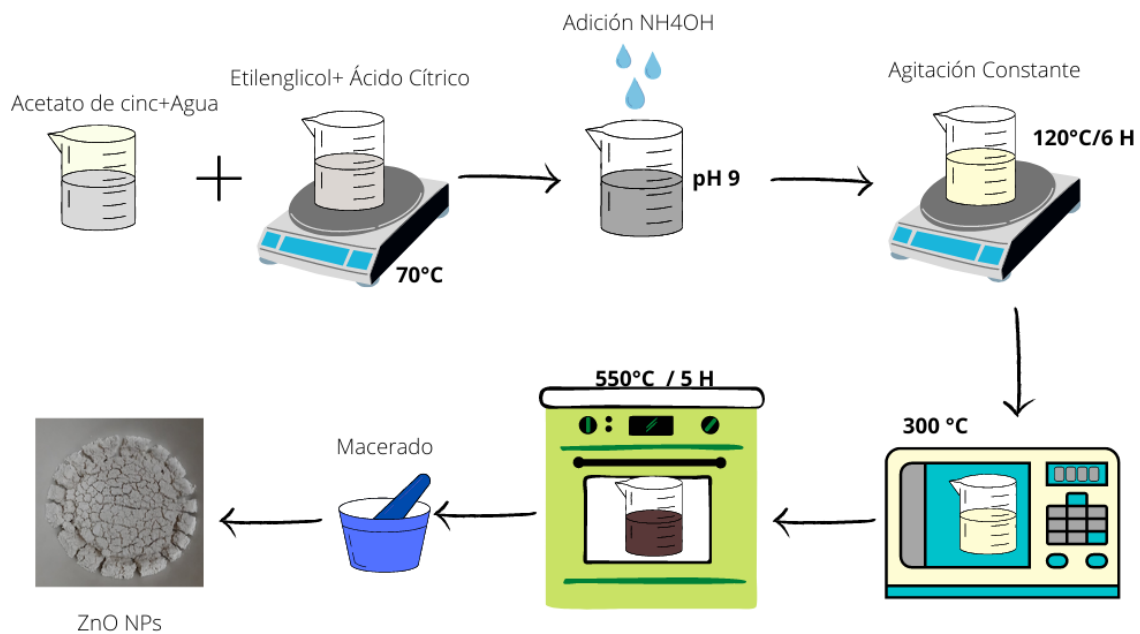 Acetato de cinc+Agua
Etilenglicol+ Ácido Cítrico
70°C
Adición NH4OH
pH 9
Agitación Constante
120°C/6 H
300 °C
550°C / 5 H
Macerado
ZnO NPs